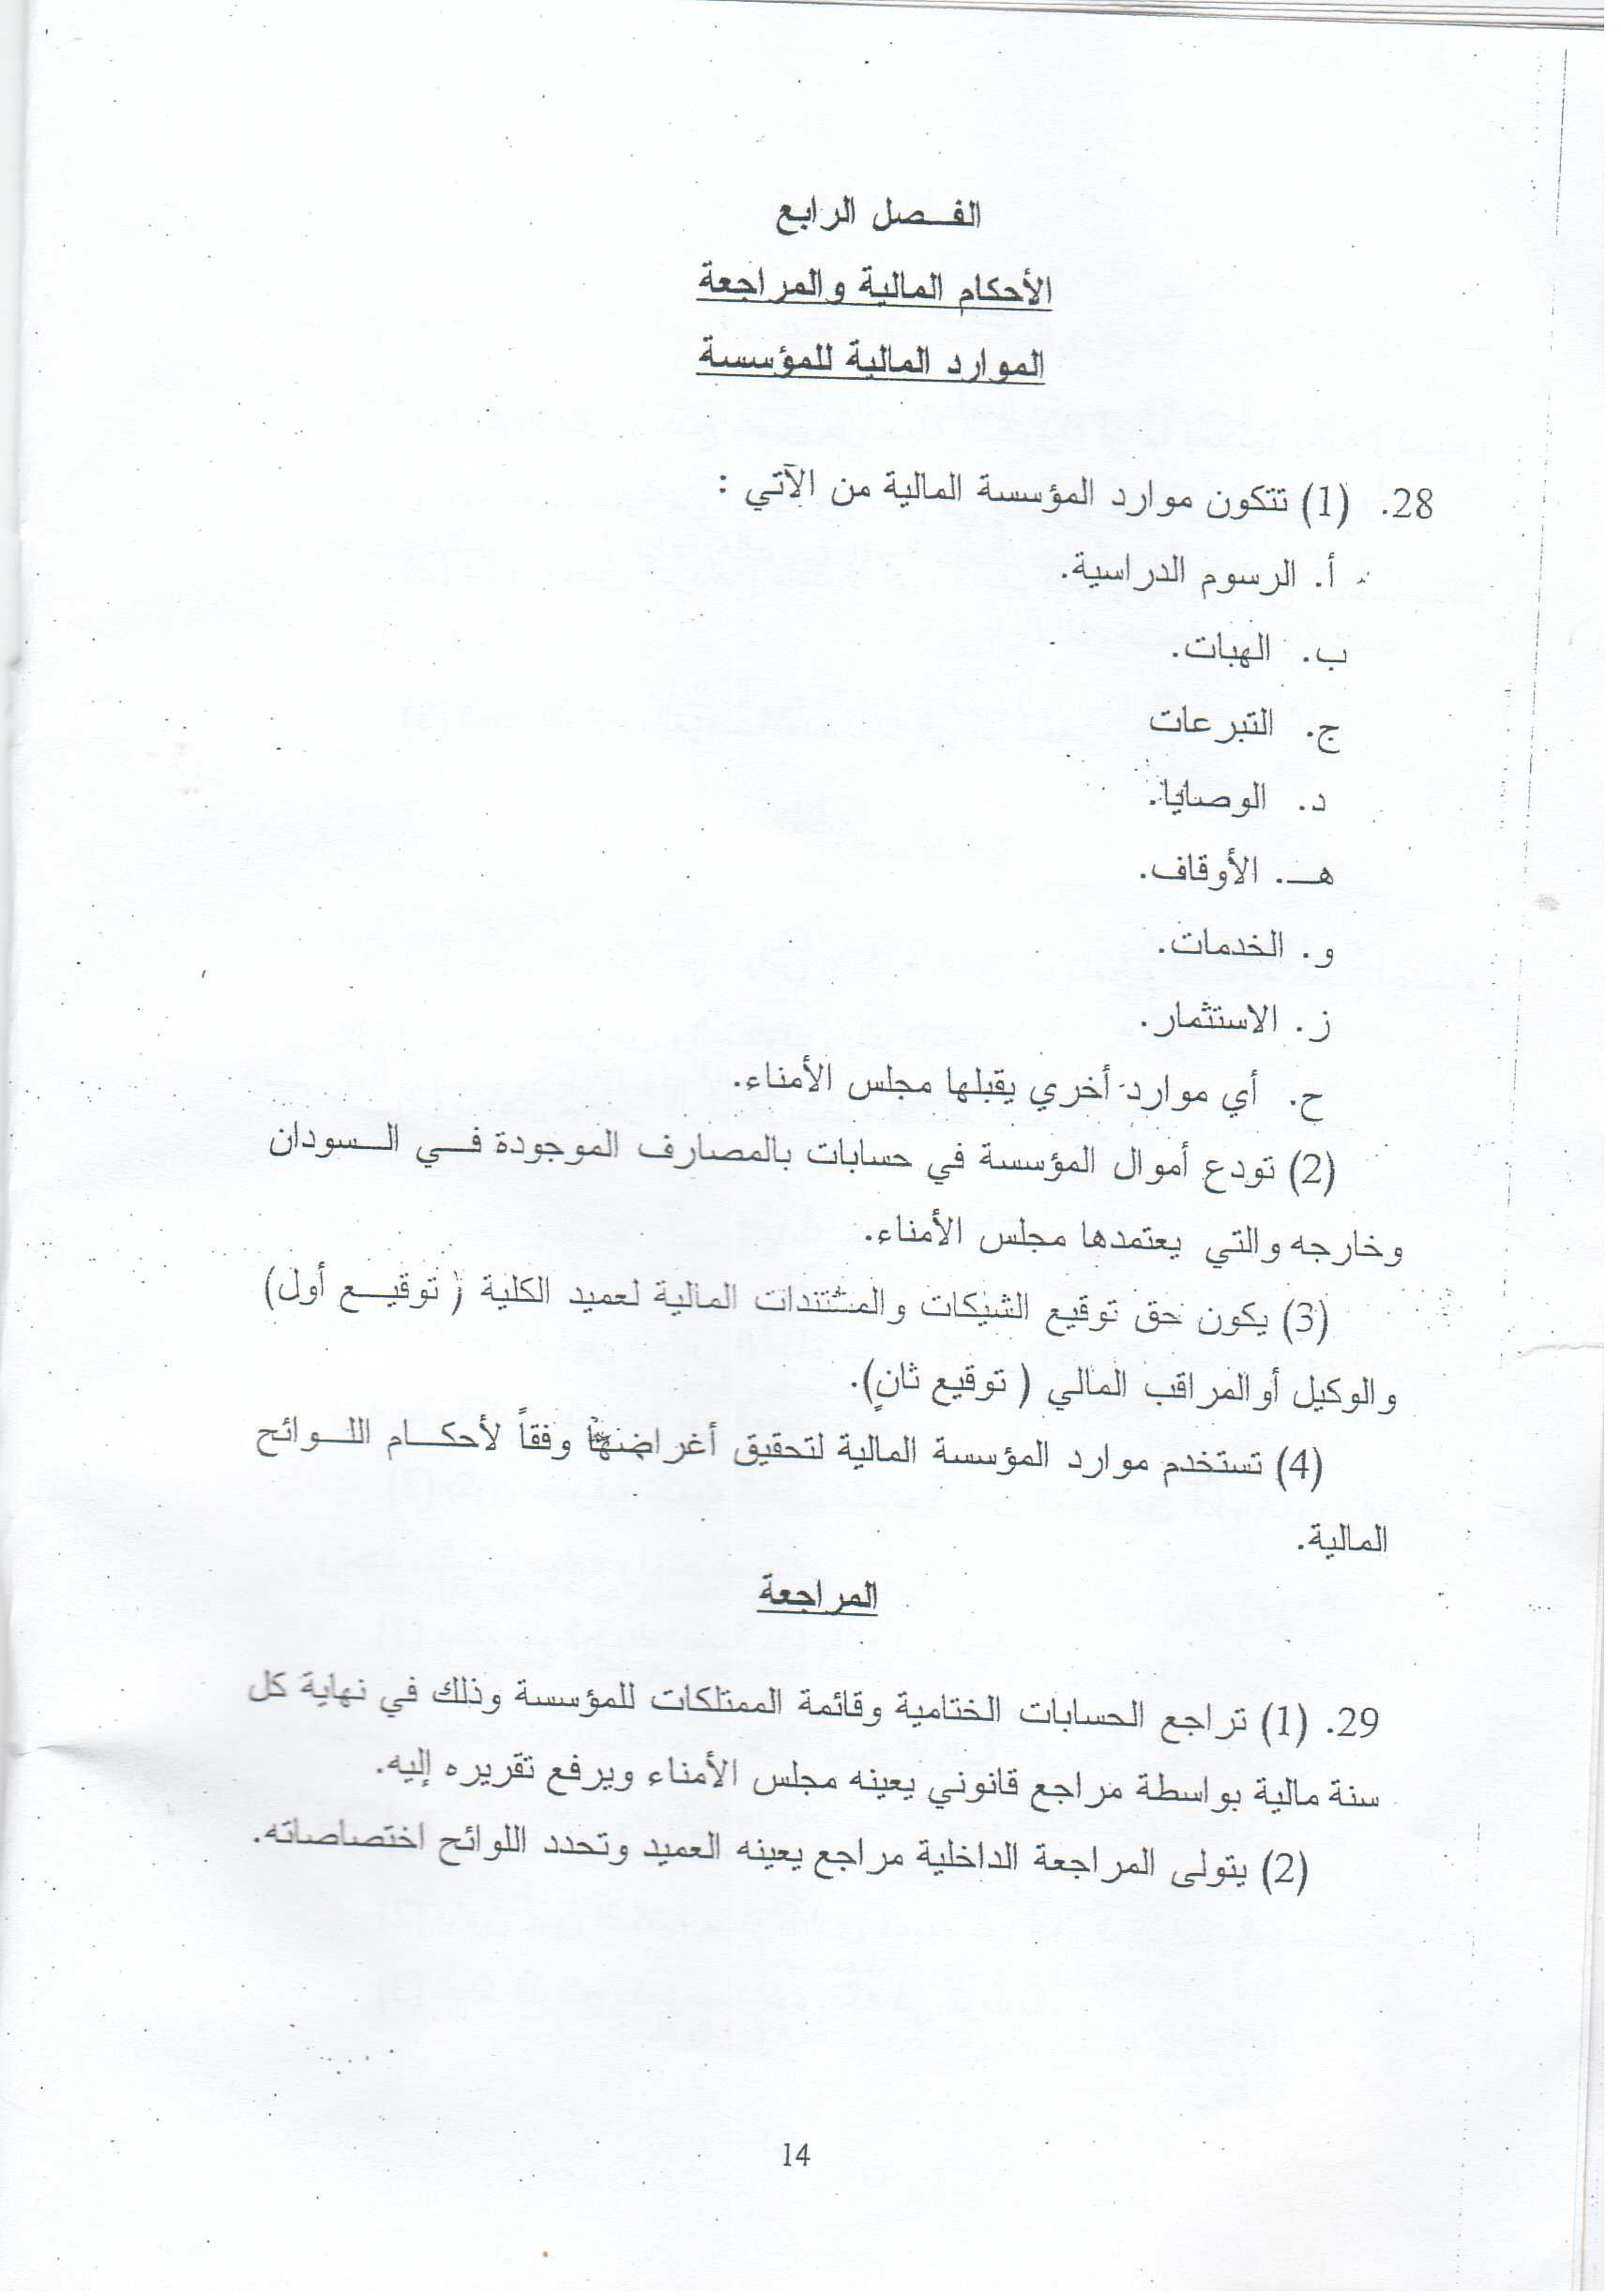 الفصل الرابع
الأحكام المالية والمراجعة
الموارد المالية للمؤسسة
28. (1) تتكون موارد المؤسسة المالية من الآتي :
أ. الرسوم الدراسية.
ب. الهبات.
ج. التبرعات
د. الوصايا.
هـ. الأوقاف.
و. الخدمات.
ز. الاستثمار.
ح. أي موارد أخري يقبلها مجلس الأمناء.
(2) تودع أموال المؤسسة في حسابات بالمصارف الموجودة في السودان
وخارجه والتي يعتمدها مجلس الأمناء.
(3) يكون حق توقيع الشيكات والمستندات المالية لعميد الكلية ( توقيع أول)
والوكيل أوالمراقب المالي ( توقيع ثانٍ).
(4) تستخدم موارد المؤسسة المالية لتحقيق أغراضها وفقاً لأحكام اللوائح
المالية.
المراجعة
29. (1) تراجع الحسابات الختامية وقائمة الممتلكات للمؤسسة وذلك في نهاية كل
سنة مالية بواسطة مراجع قانوني يعينه مجلس الأمناء ويرفع تقريره إليه.
(2) يتولى المراجعة الداخلية مراجع يعينه العميد وتحدد اللوائح اختصاصاته.
14